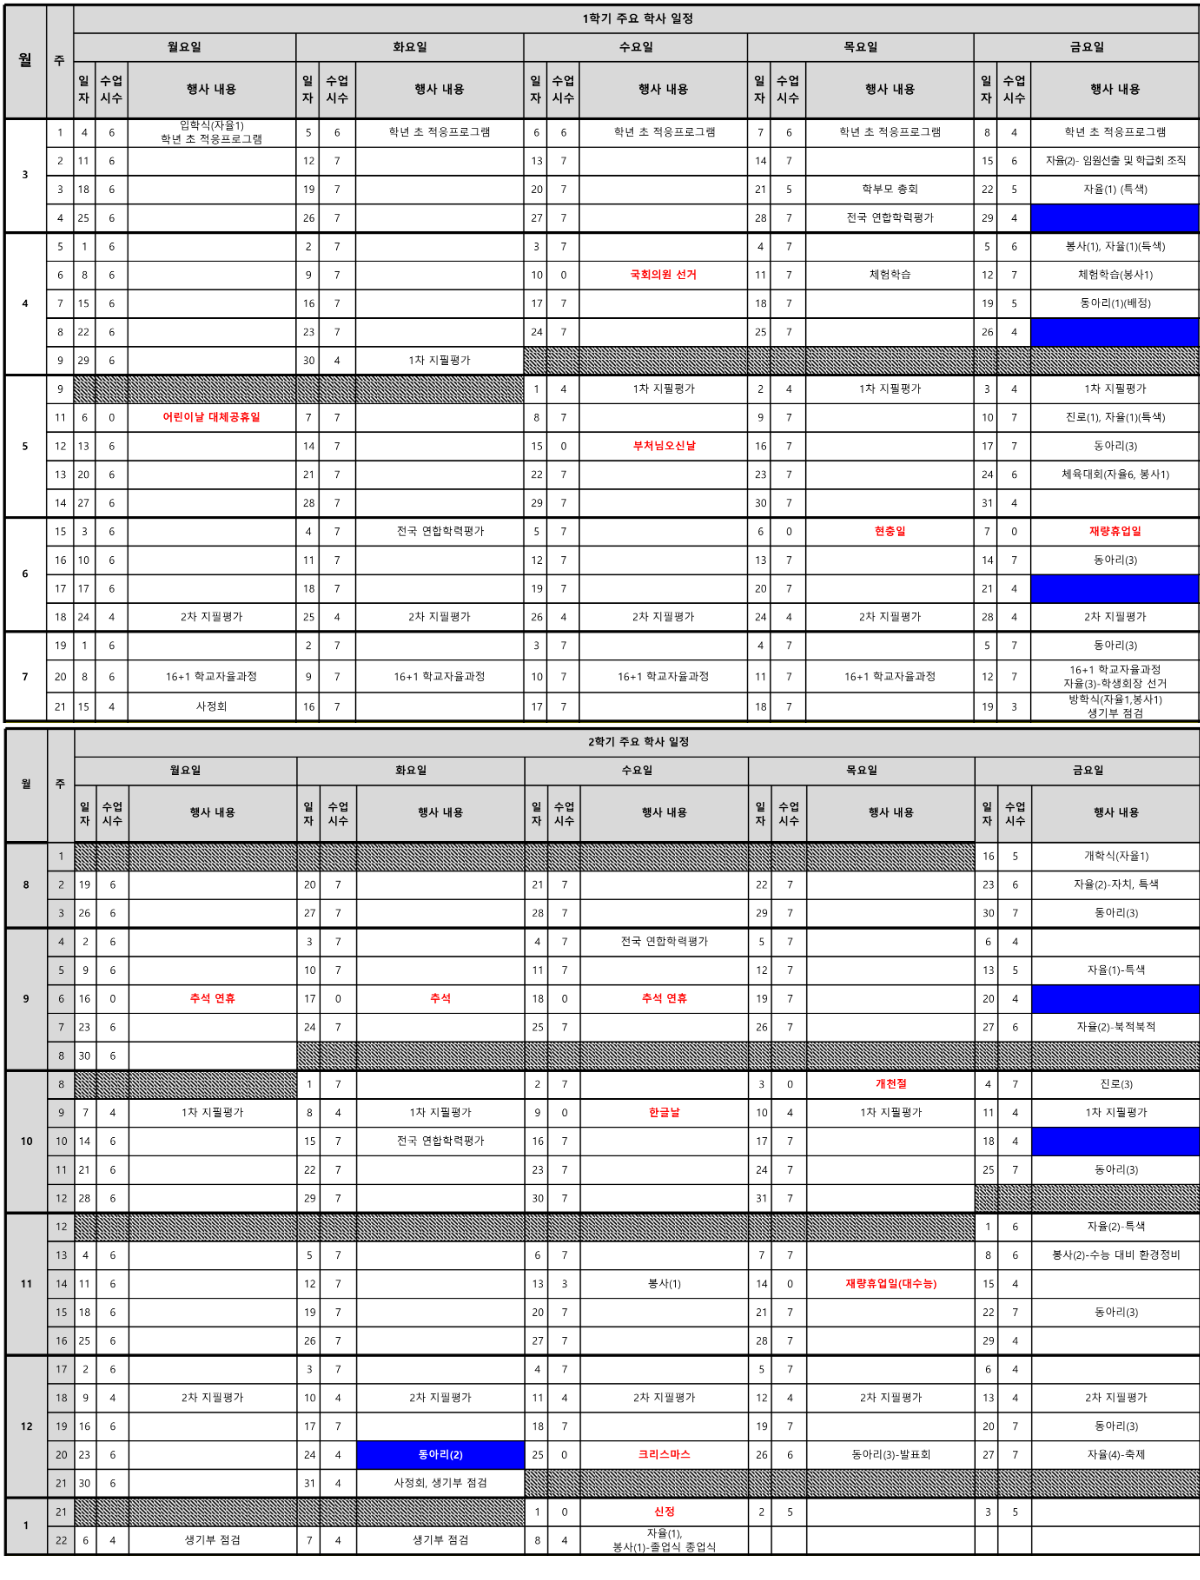 1학기 주요 학사 일정
월 주 월요일 화요일 수요일 목요일 금요일
일자 수업시수 행사 내용 일자 수업시수 행사 내용 일자 수업시수 행사 내용 일자 수업시수 행사 내용 일자 수업시수 행사 내용
3 1 4 6 입학식(자율1) 학년 초 적응프로그램 5 6 학년 초 적응프로그램 6 6 학년 초 적응프로그램 7 6 학년 초 적응프로그램 8 4 학년 초 적응프로그램
2 11 6 12 7 13 7 14 7 15 6 자율(2)- 임원선출 및 학급회 조직
3 18 6 19 7 20 7 21 5 학부모 총회 22 5 자율(1) (특색)
4 25 6 26 7 27 7 28 7 전국 연합학력평가 29 4
4 5 1 6 2 7 3 7 4 7 5 6 봉사(1), 자율(1)(특색)
6 8 6 9 7 10 0 국회의원 선거 11 7 체험학습 12 7 체험학습(봉사1)
7 15 6 16 7 17 7 18 7 19 5 동아리(1)(배정)
8 22 6 23 7 24 7 25 7 26 4
9 29 6 30 4 1차 지필평가
5 9 1 4 1차 지필평가 2 4 1차 지필평가 3 4 1차 지필평가
11 6 0 어린이날 대체공휴일 7 7 8 7 9 7 10 7 진로(1), 자율(1)(특색)
12 13 6 14 7 15 0 부처님오신날 16 7 17 7 동아리(3)
13 20 6 21 7 22 7 23 7 24 6 체육대회(자율6, 봉사1)
14 27 6 28 7 29 7 30 7 31 4
6 15 3 6 4 7 전국 연합학력평가 5 7 6 0 현충일 7 0 재량휴업일
16 10 6 11 7 12 7 13 7 14 7 동아리(3)
17 17 6 18 7 19 7 20 7 21 4
18 24 4 2차 지필평가 25 4 2차 지필평가 26 4 2차 지필평가 24 4 2차 지필평가 28 4 2차 지필평가
7 19 1 6 2 7 3 7 4 7 5 7 동아리(3)
20 8 6 16+1 학교자율과정 9 7 16+1 학교자율과정 10 7 16+1 학교자율과정 11 7 16+1 학교자율과정 12 7 16+1 학교자율과정 자율(3)-학생회장 선거
21 15 4 사정회 16 7 17 7 18 7 19 3 방학식(자율1,봉사1) 생기부 점검
2학기 주요 학사 일정
월 주 월요일 화요일 수요일 목요일 금요일
일자 수업시수 행사 내용 일자 수업시수 행사 내용 일자 수업시수 행사 내용 일자 수업시수 행사 내용 일자 수업시수 행사 내용
8 1 16 5 개학식(자율1)
2 19 6 20 7 21 7 22 7 23 6 자율(2)-자치, 특색
3 26 6 27 7 28 7 29 7 30 7 동아리(3)
9 4 2 6 3 7 4 7 전국 연합학력평가 5 7 6 4
5 9 6 10 7 11 7 12 7 13 5 자율(1)-특색
6 16 0 추석 연휴 17 0 추석 18 0 추석 연휴 19 7 20 4
7 23 6 24 7 25 7 26 7 27 6 자율(2)-북적북적
8 30 6
10 8 1 7 2 7 3 0 개천절 4 7 진로(3)
9 7 4 1차 지필평가 8 4 1차 지필평가 9 0 한글날 10 4 1차 지필평가 11 4 1차 지필평가
10 14 6 15 7 전국 연합학력평가 16 7 17 7 18 4
11 21 6 22 7 23 7 24 7 25 7 동아리(3)
12 28 6 29 7 30 7 31 7
11 12 1 6 자율(2)-특색
13 4 6 5 7 6 7 7 7 8 6 봉사(2)-수능 대비 환경정비
14 11 6 12 7 13 3 봉사(1) 14 0 재량휴업일(대수능) 15 4
15 18 6 19 7 20 7 21 7 22 7 동아리(3)
16 25 6 26 7 27 7 28 7 29 4
12 17 2 6 3 7 4 7 5 7 6 4
18 9 4 2차 지필평가 10 4 2차 지필평가 11 4 2차 지필평가 12 4 2차 지필평가 13 4 2차 지필평가
19 16 6 17 7 18 7 19 7 20 7 동아리(3)
20 23 6 24 4 동아리(2) 25 0 크리스마스 26 6 동아리(3)-발표회 27 7 자율(4)-축제
21 30 6 31 4 사정회, 생기부 점검
1 21 1 0 신정 2 5 3 5
22 6 4 생기부 점검 7 4 생기부 점검 8 4 자율(1), 봉사(1)-졸업식 종업식